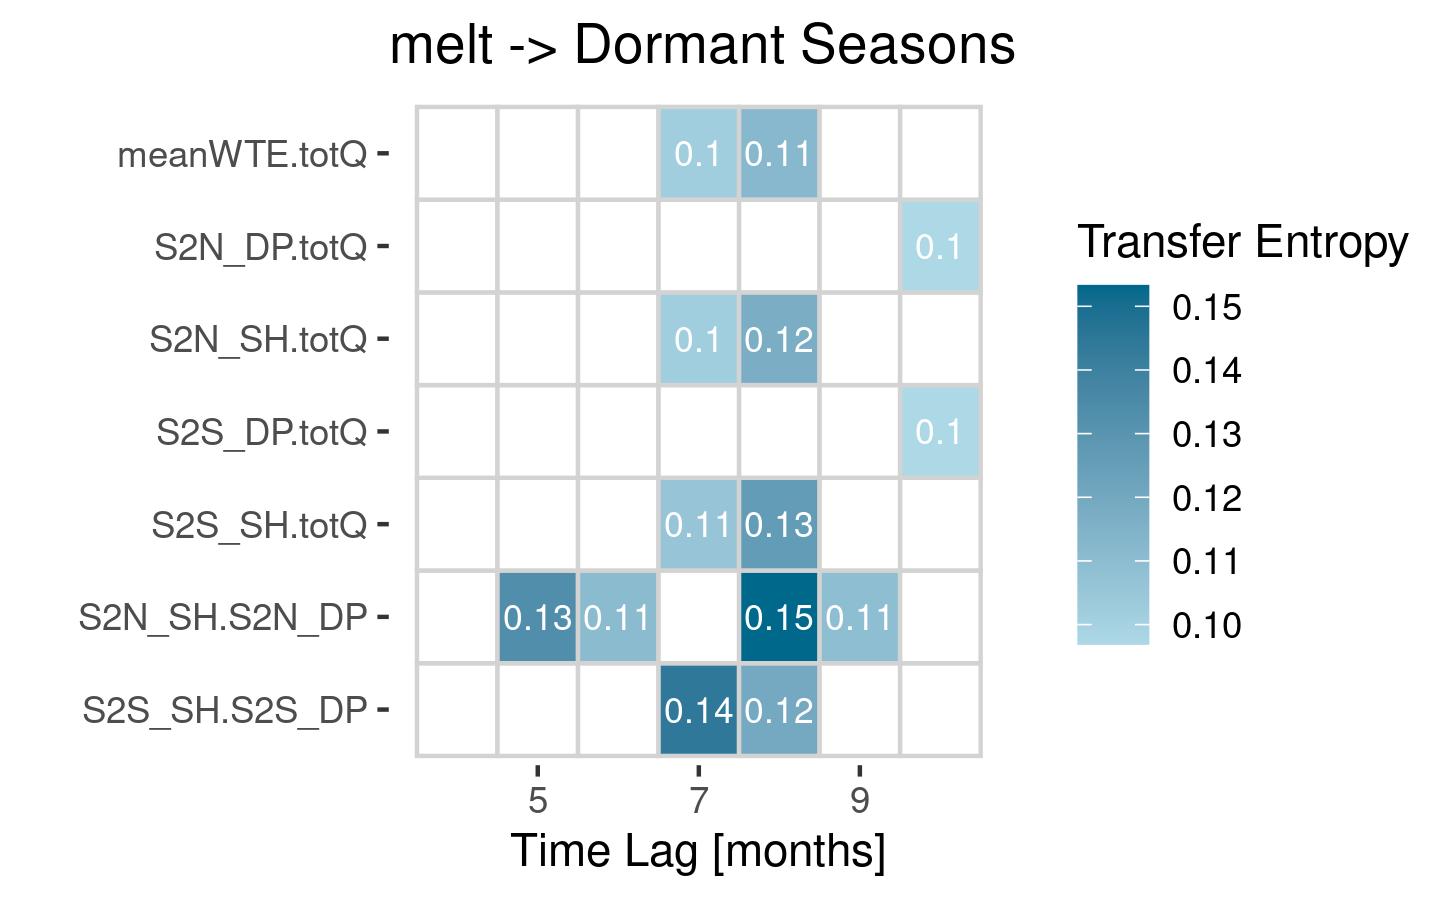 melt -> Dormant Seasons
meanWTE.totQ 0.1 0.11
S2N_DP.totQ 0.1
S2N_SH.totQ 0.1 0.12
S2S_DP.totQ 0.1
S2S_SH.totQ 0.11 0.13
S2N_SH.S2N_DP 0.13 0.11 0.15 0.11
S2S_SH.S2S_DP 0.14 0.12
5 7 9
Time Lag [months]
Transfer Entropy
0.15
0.14
0.13
0.12
0.11
0.10